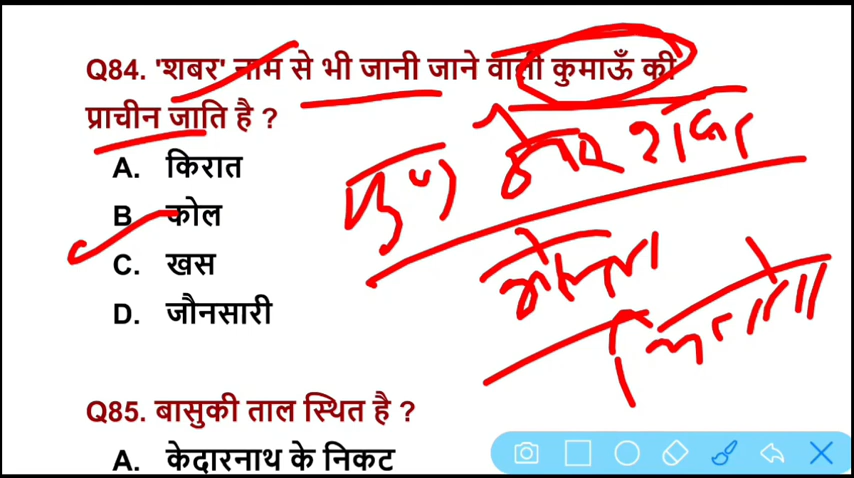 Q84. 'शबर' नाम से भी जानी जाने वाली कुमाऊँ की
प्राचीन जाति है ?
A. किरात
B कोल
C. खस
D. जौनसारी
Q85. बासुकी ताल स्थित है ?
A. केदारनाथ के निकट